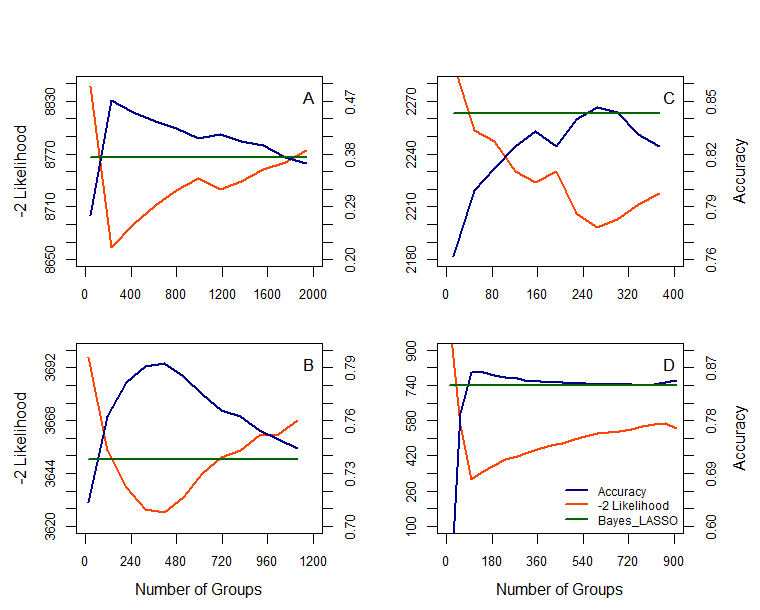 A
-2 Likelihood
8830
8770
8710
8650
0.47
0.38
0.29
0.20
0 400 800 1200 1600 2000
C
2270
2240
2210
2180
0.85
0.82
0.79
0.76
Accuracy
0 80 160 240 320 400
B
-2 Likelihood
3692
3668
3644
3620
0.79
0.76
0.73
0.70
0 240 480 720 960 1200
Number of Groups
D
900
740
580
420
260
100
0.87
0.78
0.69
0.60
Accuracy
Accuracy
-2 Likelihood
Bayes_LASSO
0 180 360 540 720 900
Number of Groups